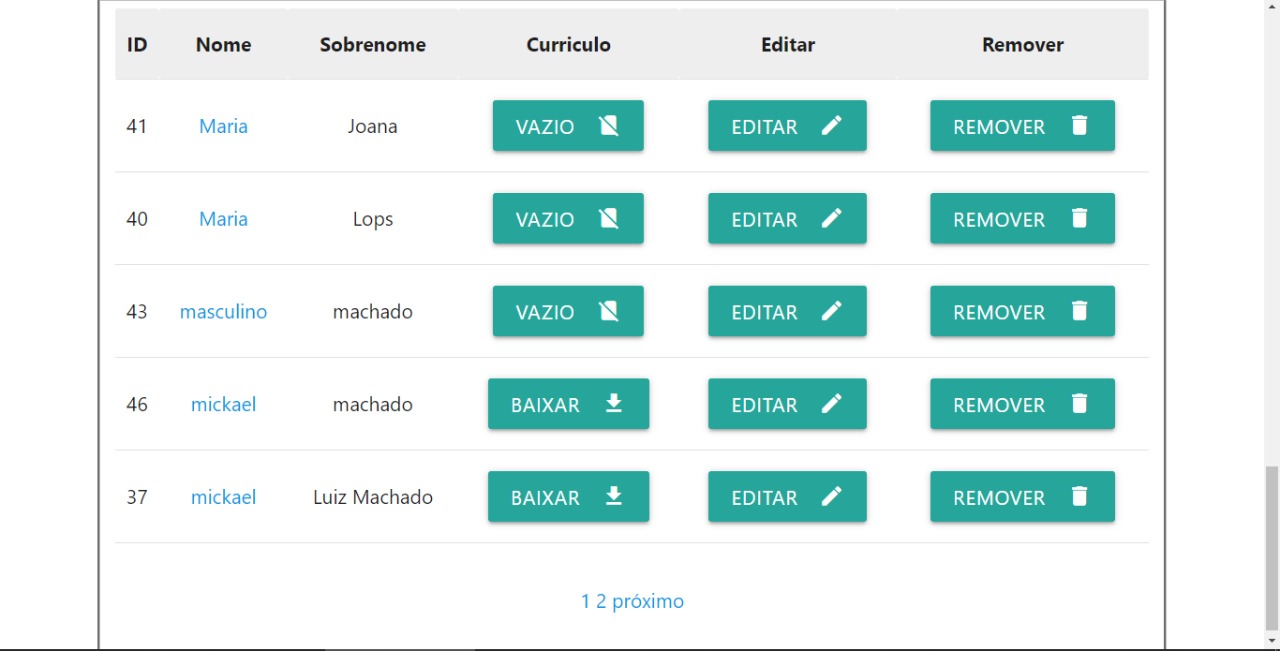 ID Nome Sobrenome Curriculo Editar Remover
41 Maria Joana VAZIO EDITAR REMOVER
40 Maria Lops VAZIO EDITAR REMOVER
43 masculino machado VAZIO EDITAR REMOVER
46 mickael machado BAIXAR EDITAR REMOVER
37 mickael Luiz Machado BAIXAR EDITAR REMOVER
1 2 próximo